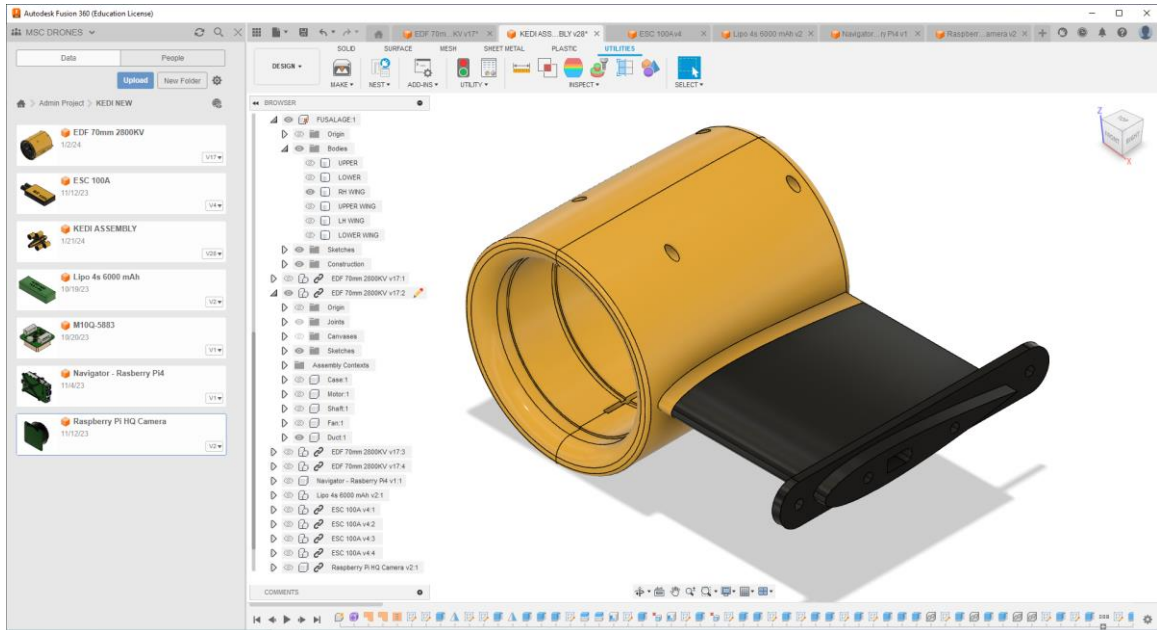 Autodesk Fusion 360 (Education License)
MSC DRONES
EDF 70m...KV v17*
KEDI ASS...BLY v28*
ESC 100A v4
Lipo 4s 6000 mAh v2
Navigator...ry Pi4 v1
Raspberr...amera v2
Data
People
Upload
New Folder
Admin Project > KEDI NEW
EDF 70mm 2800KV
1/2/24
V17
ESC 100A
11/12/23
V4
KEDI ASSEMBLY
1/21/24
V28
Lipo 4s 6000 mAh
10/19/23
V2
M10Q-5883
10/20/23
V1
Navigator - Rasberry Pi4
11/4/23
V1
Raspberry Pi HQ Camera
11/12/23
V2
SOLID
SURFACE
MESH
SHEET METAL
PLASTIC
UTILITIES
DESIGN
MAKE
NEST
ADD-INS
UTILITY
INSPECT
SELECT
BROWSER
FUSALAGE:1
Origin
Bodies
UPPER
LOWER
RH WING
UPPER WING
LH WING
LOWER WING
Sketches
Construction
EDF 70mm 2800KV v17:1
EDF 70mm 2800KV v17:2
Origin
Joints
Canvases
Sketches
Assembly Contexts
Case:1
Motor:1
Shaft:1
Fan:1
Duct:1
EDF 70mm 2800KV v17:3
EDF 70mm 2800KV v17:4
Navigator - Rasberry Pi4 v1:1
Lipo 4s 6000 mAh v2:1
ESC 100A v4:1
ESC 100A v4:2
ESC 100A v4:3
ESC 100A v4:4
Raspberry Pi HQ Camera v2:1
COMMENTS
Z
TOP
FRONT
RIGHT
X